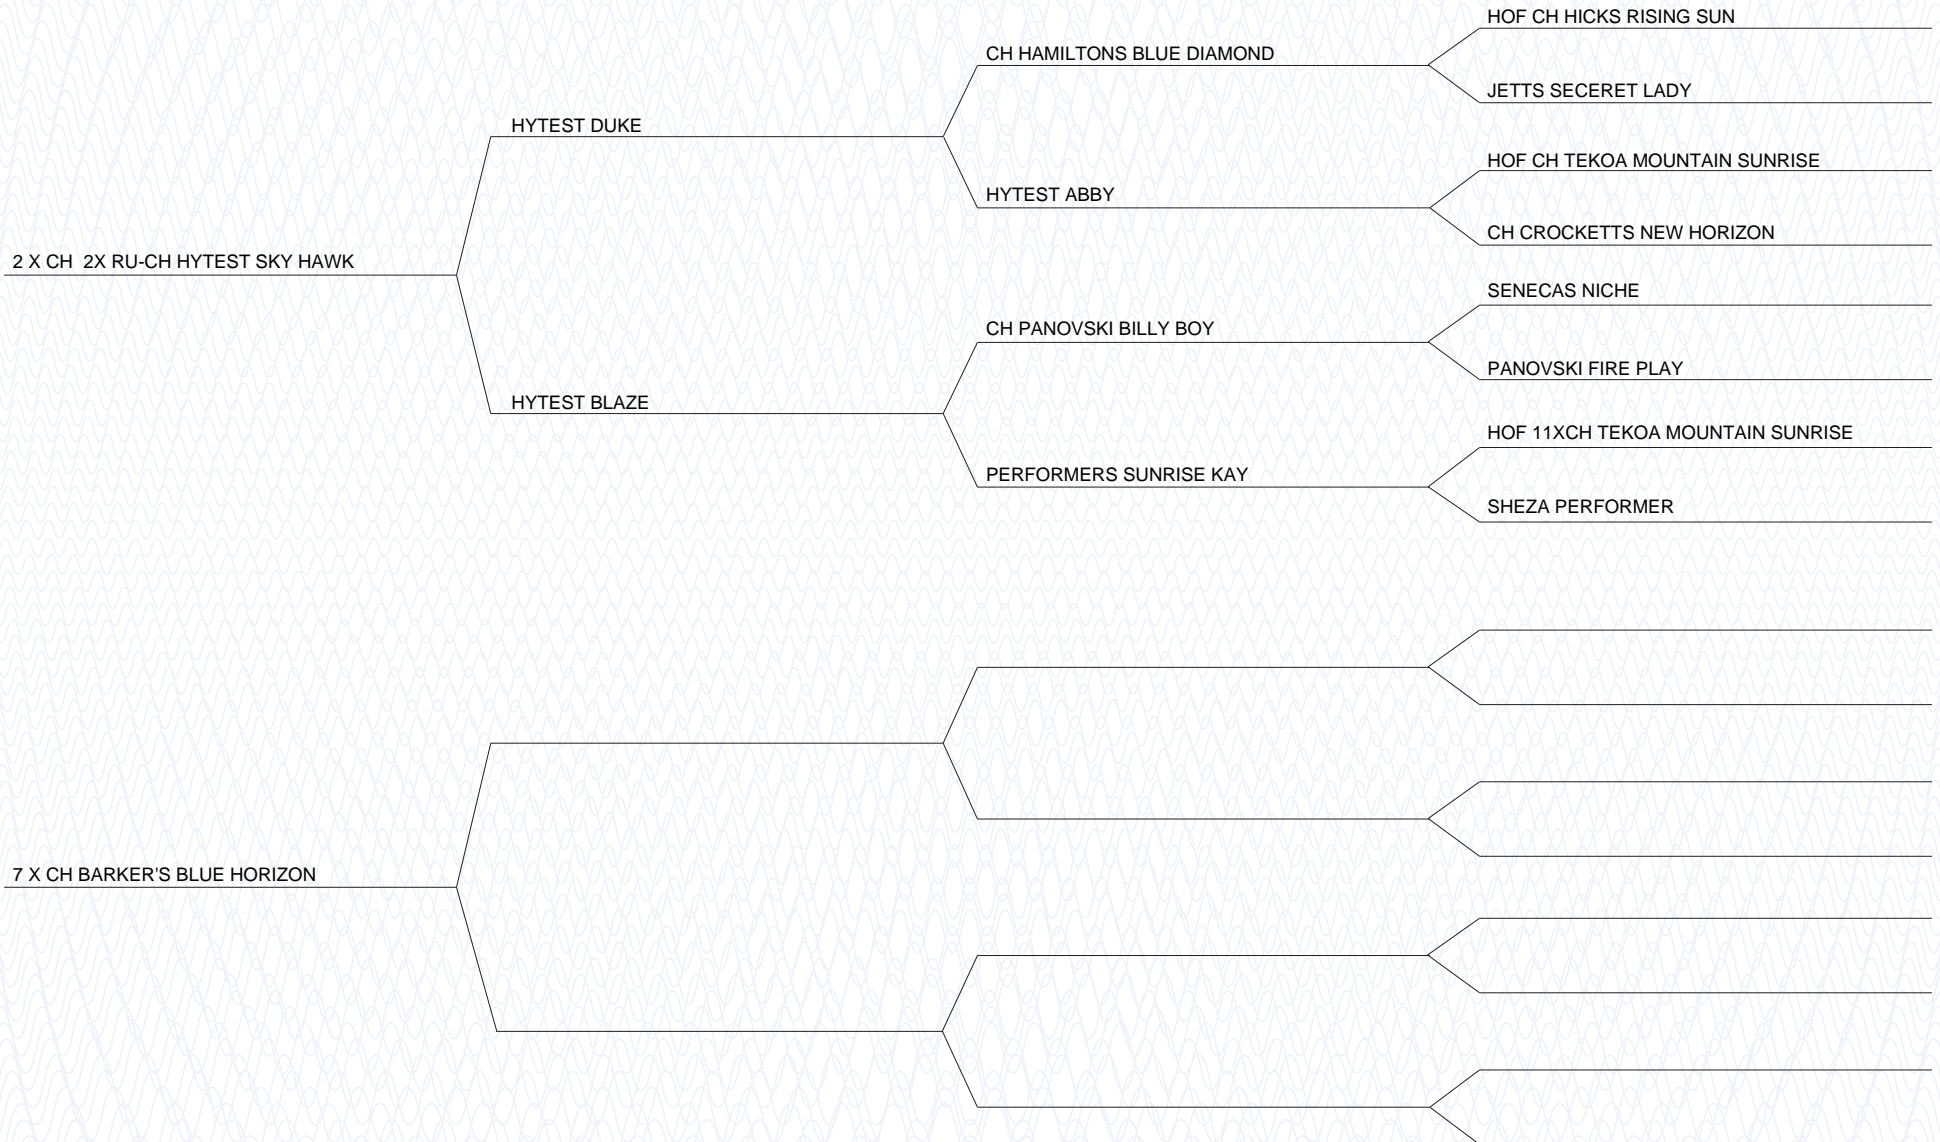 HOF CH HICKS RISING SUN
CH HAMILTONS BLUE DIAMOND
JETTS SECERET LADY
HYTEST DUKE
HOF CH TEKOA MOUNTAIN SUNRISE
HYTEST ABBY
CH CROCKETTS NEW HORIZON
2 X CH  2X RU-CH HYTEST SKY HAWK
SENECAS NICHE
CH PANOVSKI BILLY BOY
PANOVSKI FIRE PLAY
HYTEST BLAZE
HOF 11XCH TEKOA MOUNTAIN SUNRISE
PERFORMERS SUNRISE KAY
SHEZA PERFORMER
7 X CH BARKER'S BLUE HORIZON